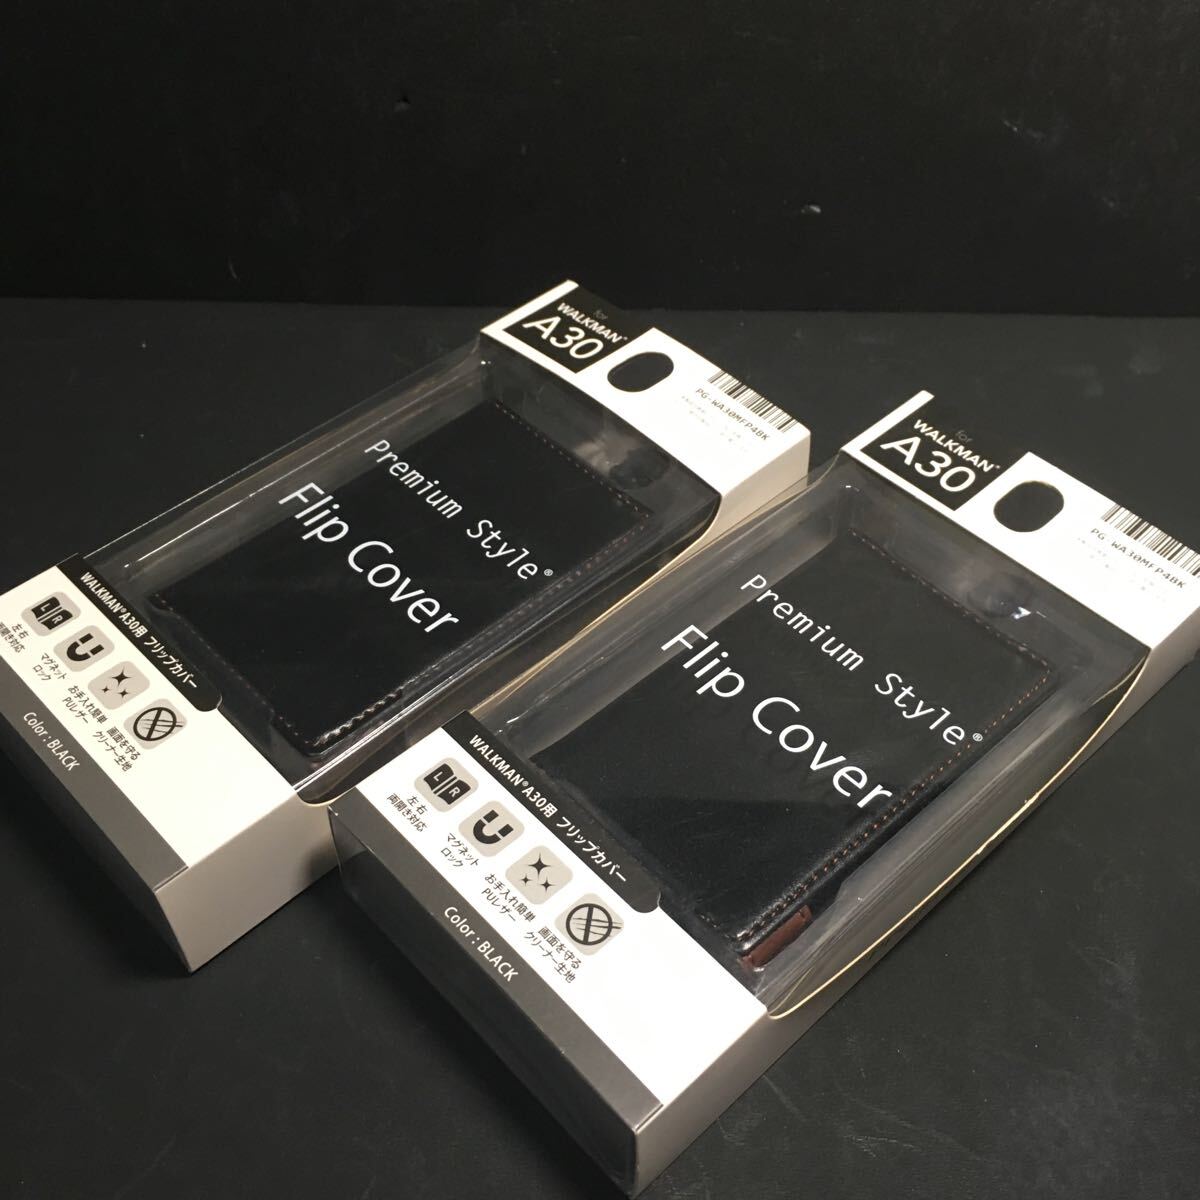 for
WALKMAN®
A30
PG-WA30MFP4BK
Premium Style®
Flip Cover
WALKMAN®A30用 フリップカバー
L R
左右
両開き対応
マグネット
ロック
お手入れ簡単
PUレザー
画面を守る
クリーナー生地
Color : BLACK
for
WALKMAN®
A30
PG-WA30MFP4BK
Premium Style®
Flip Cover
WALKMAN®A30用 フリップカバー
L R
左右
両開き対応
マグネット
ロック
お手入れ簡単
PUレザー
画面を守る
クリーナー生地
Color : BLACK